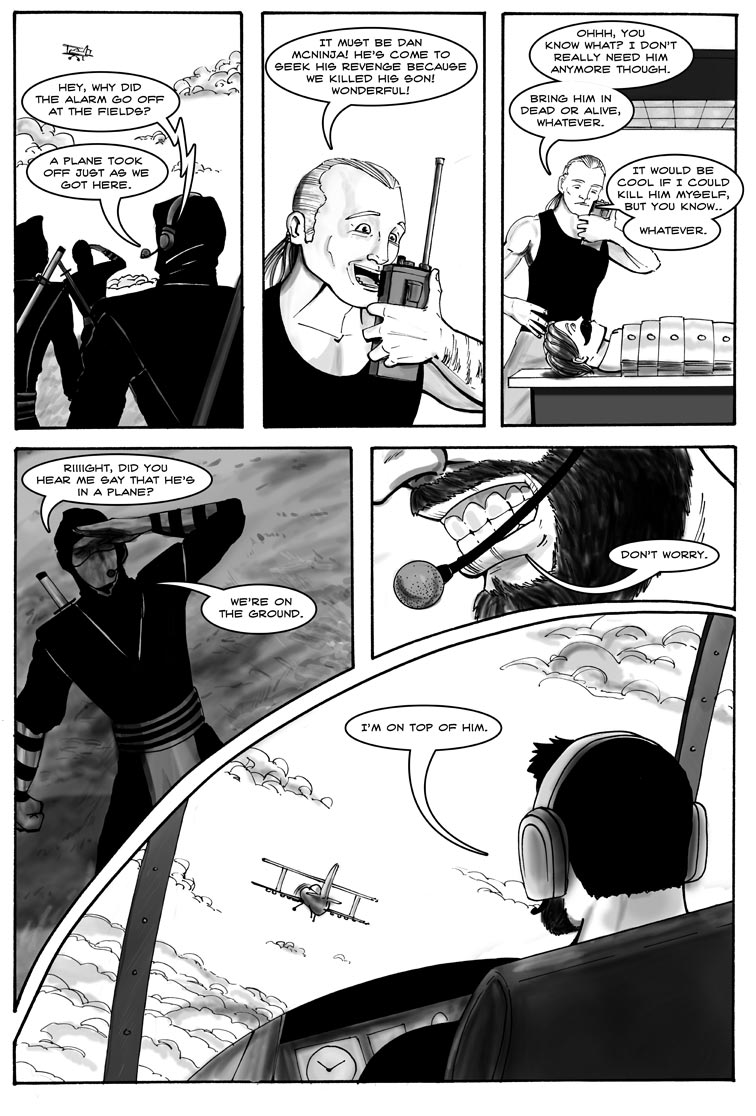 HEY, WHY DID
THE ALARM GO OFF
AT THE FIELDS?
A PLANE TOOK
OFF JUST AS WE
GOT HERE.
IT MUST BE DAN
MCNINJA! HE'S COME TO
SEEK HIS REVENGE BECAUSE
WE KILLED HIS SON!
WONDERFUL!
OHHH, YOU
KNOW WHAT? I DON'T
REALLY NEED HIM
ANYMORE THOUGH.
BRING HIM IN
DEAD OR ALIVE,
WHATEVER.
IT WOULD BE
COOL IF I COULD
KILL HIM MYSELF,
BUT YOU KNOW..
WHATEVER.
RIIIIGHT, DID YOU
HEAR ME SAY THAT HE'S
IN A PLANE?
WE'RE ON
THE GROUND.
DON'T WORRY.
I'M ON TOP OF HIM.